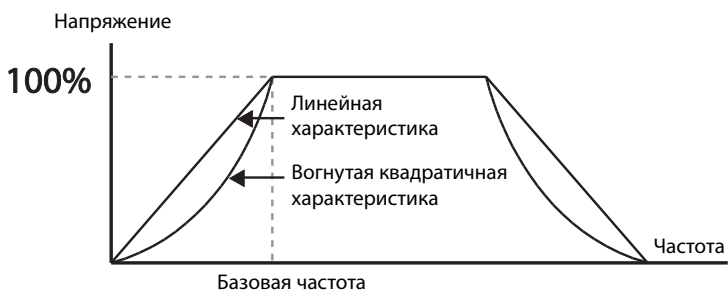 Напряжение
100%
Линейная
характеристика
Вогнутая квадратичная
характеристика
Частота
Базовая частота